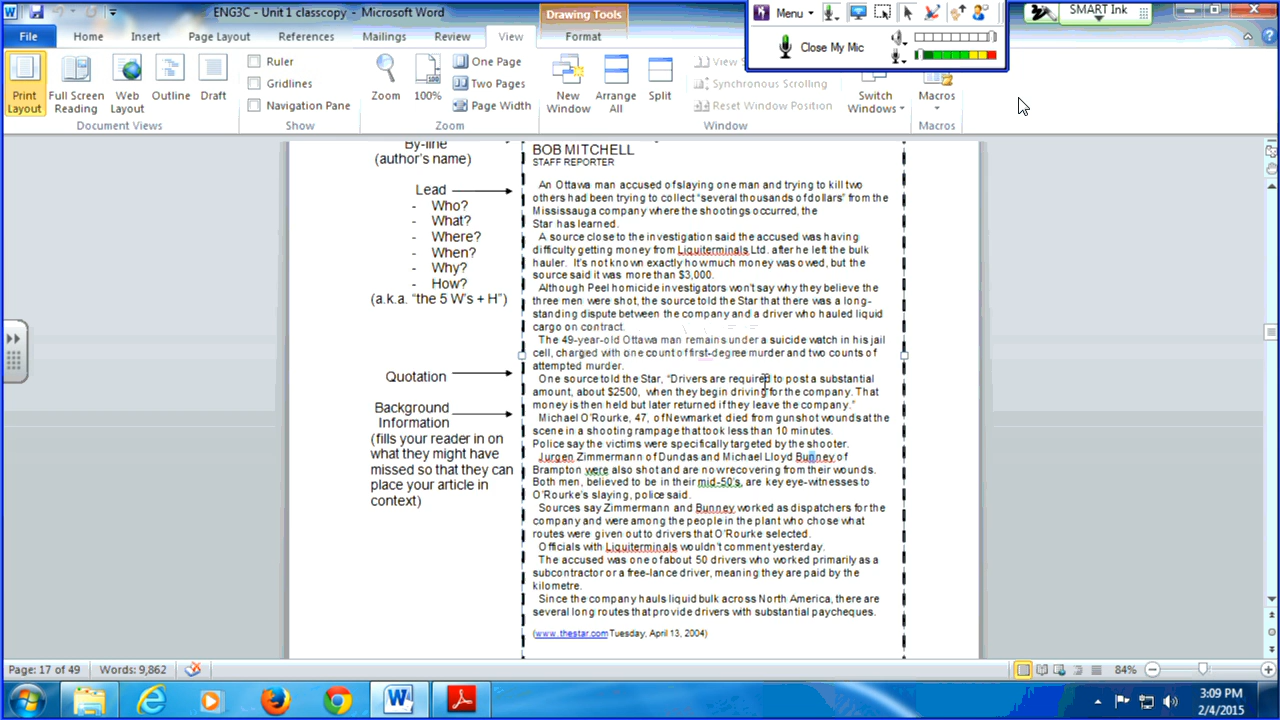 ENG3C - Unit 1 classcopy - Microsoft Word
Drawing Tools
Menu
SMART Ink
File Home Insert Page Layout References Mailings Review View Format
Close My Mic
Print Layout
Full Screen Reading
Web Layout
Outline
Draft
Ruler
Gridlines
Navigation Pane
Zoom
100%
One Page
Two Pages
Page Width
New Window
Arrange All
Split
Synchronous Scrolling
Reset Window Position
Switch Windows
Macros
Document Views
Show
Zoom
Window
Macros
By-line
(author's name)
Lead
- Who?
- What?
- Where?
- When?
- Why?
- How?
(a.k.a. "the 5 W's + H")
Quotation
Background
Information
(fills your reader in on
what they might have
missed so that they can
place your article in
context)
BOB MITCHELL
STAFF REPORTER
An Ottawa man accused of slaying one man and trying to kill two
others had been trying to collect "several thousands of dollars" from the
Mississauga company where the shootings occurred, the
Star has learned.
A source close to the investigation said the accused was having
difficulty getting money from Liquiterminals Ltd. after he left the bulk
hauler. It's not known exactly how much money was owed, but the
source said it was more than $3,000.
Although Peel homicide investigators won't say why they believe the
three men were shot, the source told the Star that there was a long-
standing dispute between the company and a driver who hauled liquid
cargo on contract.
The 49-year-old Ottawa man remains under a suicide watch in his jail
cell, charged with one count of first-degree murder and two counts of
attempted murder.
One source told the Star, "Drivers are required to post a substantial
amount, about $2500, when they begin driving for the company. That
money is then held but later returned if they leave the company."
Michael O'Rourke, 47, of Newmarket died from gunshot wounds at the
scene in a shooting rampage that took less than 10 minutes.
Police say the victims were specifically targeted by the shooter.
Jurgen Zimmermann of Dundas and Michael Lloyd Bunney of
Brampton were also shot and are now recovering from their wounds.
Both men, believed to be in their mid-50's, are key eye-witnesses to
O'Rourke's slaying, police said.
Sources say Zimmermann and Bunney worked as dispatchers for the
company and were among the people in the plant who chose what
routes were given out to drivers that O'Rourke selected.
Officials with Liquiterminals wouldn't comment yesterday.
The accused was one of about 50 drivers who worked primarily as a
subcontractor or a free-lance driver, meaning they are paid by the
kilometre.
Since the company hauls liquid bulk across North America, there are
several long routes that provide drivers with substantial paycheques.
(www.thestar.com Tuesday, April 13, 2004)
Page: 17 of 49 Words: 9,862
84%
3:09 PM
2/4/2015